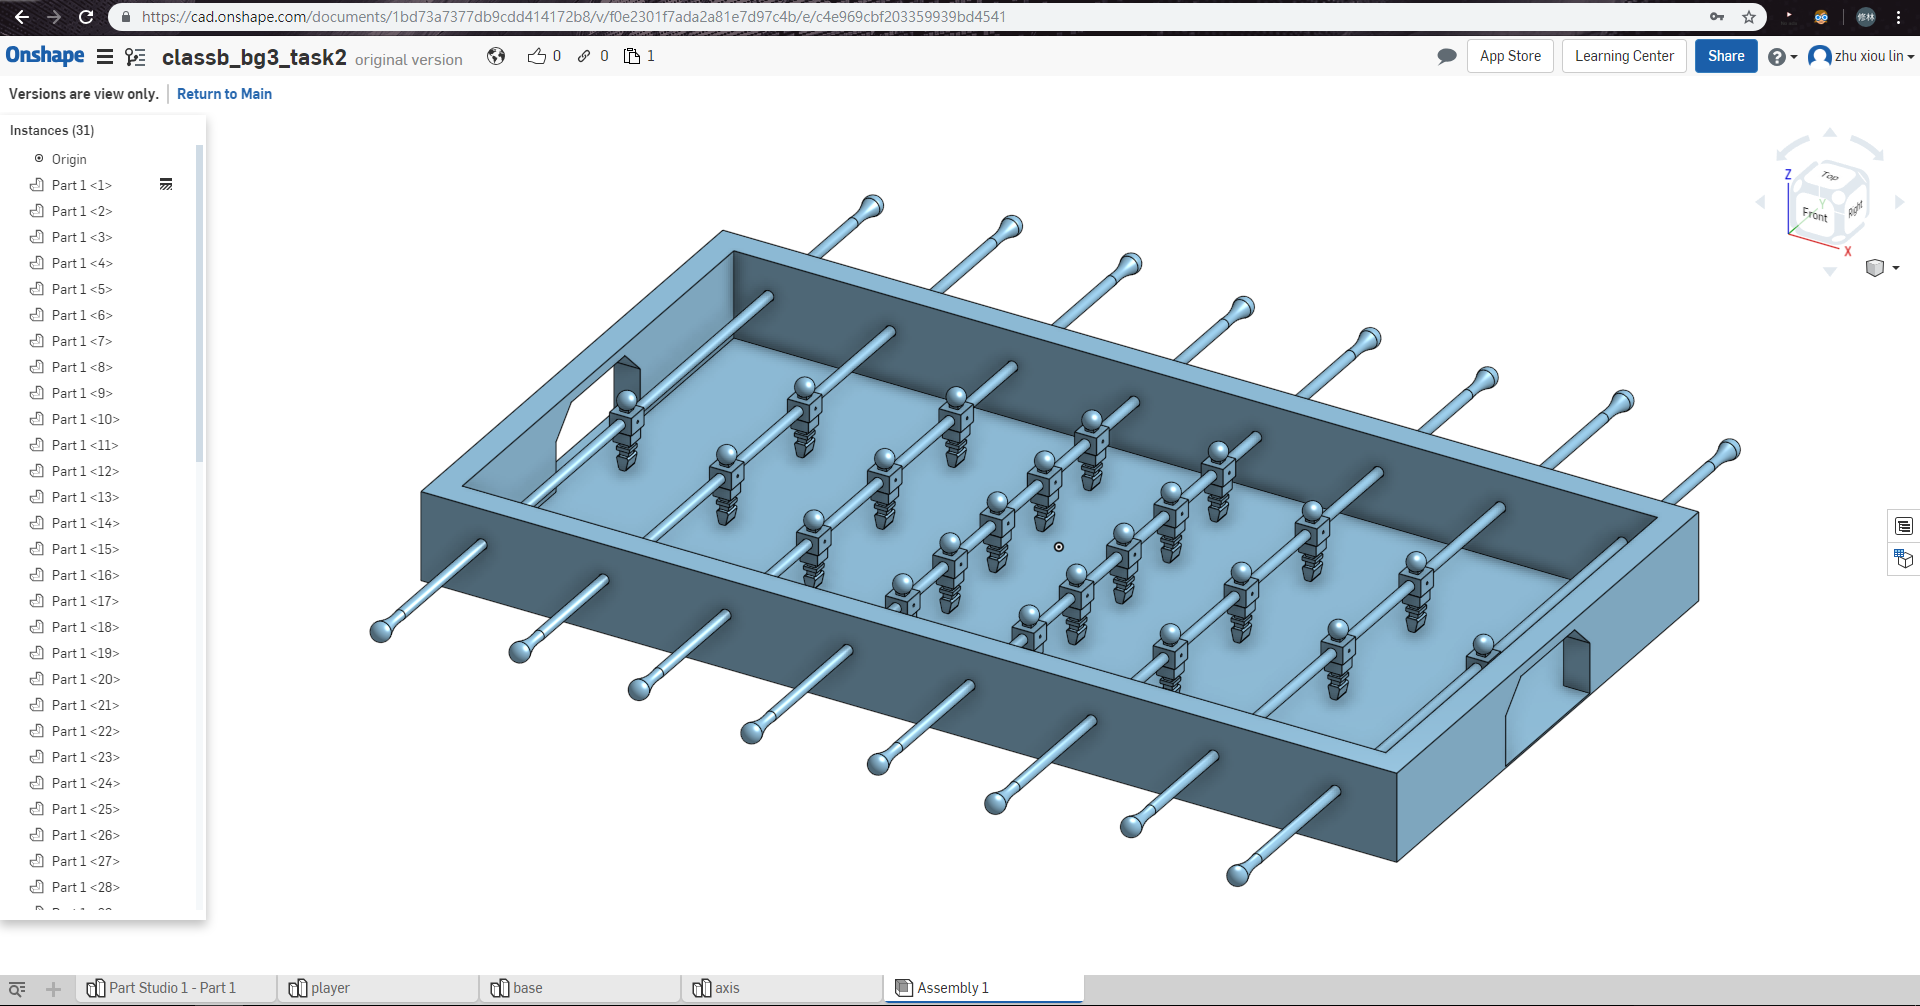 https://cad.onshape.com/documents/1bd73a7377db9cdd414172b8/v/f0e2301f7ada2a81e7d97c4b/e/c4e969cbf203359939bd4541
修林
Onshape classb_bg3_task2 original version 0 0 1 App Store Learning Center Share zhu xiou lin
Versions are view only. Return to Main
Instances (31)
Origin
Part 1 <1>
Part 1 <2>
Part 1 <3>
Part 1 <4>
Part 1 <5>
Part 1 <6>
Part 1 <7>
Part 1 <8>
Part 1 <9>
Part 1 <10>
Part 1 <11>
Part 1 <12>
Part 1 <13>
Part 1 <14>
Part 1 <15>
Part 1 <16>
Part 1 <17>
Part 1 <18>
Part 1 <19>
Part 1 <20>
Part 1 <21>
Part 1 <22>
Part 1 <23>
Part 1 <24>
Part 1 <25>
Part 1 <26>
Part 1 <27>
Part 1 <28>
Z
Top
Y
Front Right
X
Part Studio 1 - Part 1 player base axis Assembly 1